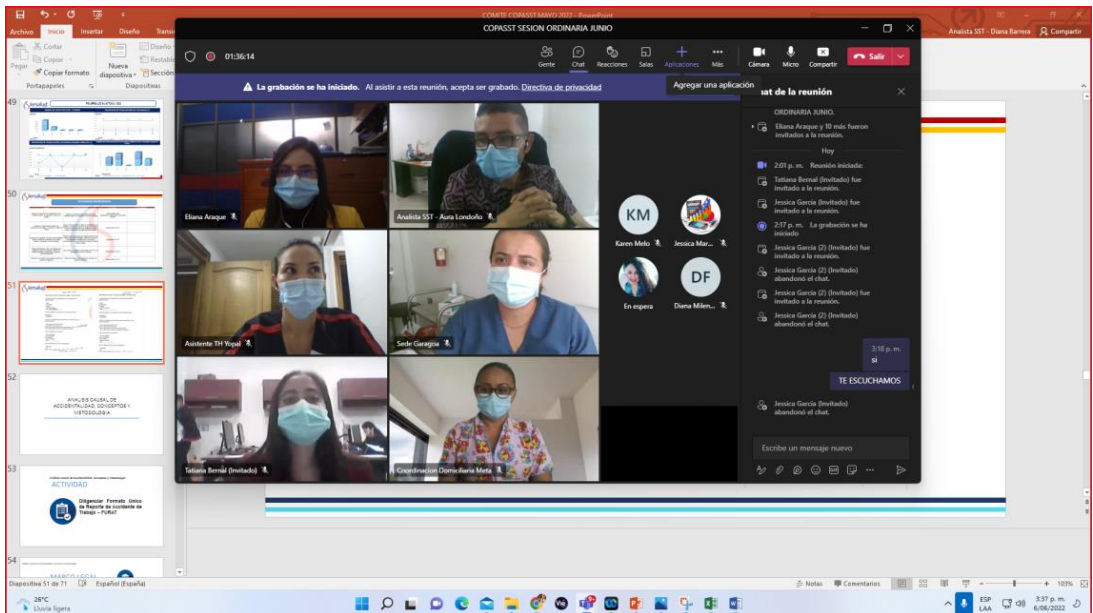 COMITE COPASST MAYO 2022 - PowerPoint
Analista SST - Diana Barrera
Compartir
Archivo
Inicio
Insertar
Diseño
Transi
Cortar
Copiar
Copiar formato
Pegar
Portapapeles
Nueva
diapositiva
Diseño
Restable
Sección
Diapositivas
COPASST SESION ORDINARIA JUNIO
01:36:14
Gente
Chat
Reacciones
Salas
Aplicaciones
Más
Cámara
Micro
Compartir
Salir
La grabación se ha iniciado. Al asistir a esta reunión, acepta ser grabado. Directiva de privacidad
Agregar una aplicación
at de la reunión
ORDINARIA JUNIO.
Eliana Araque y 10 más fueron
invitados a la reunión.
Hoy
2:01 p. m. Reunión iniciada:
Tatiana Bernal (Invitado) fue
invitado a la reunión.
Jessica Garcia (Invitado) fue
invitado a la reunión.
2:17 p. m. La grabación se ha
iniciado
Jessica Garcia (2) (Invitado) fue
invitado a la reunión.
Jessica Garcia (2) (Invitado)
abandonó el chat.
Jessica Garcia (2) (Invitado) fue
invitado a la reunión.
Jessica Garcia (2) (Invitado)
abandonó el chat.
3:18 p. m.
si
TE ESCUCHAMOS
Jessica Garcia (Invitado)
abandonó el chat.
Escribe un mensaje nuevo
Eliana Araque
Analista SST - Aura Londoño
Asistente TH Yopal
Sede Garagoa
Tatiana Bernal (Invitado)
Coordinacion Domiciliaria Meta
KM
Karen Melo
Jessica Mar...
En espera
DF
Diana Milen...
49
50
51
52
ANALISIS CAUSAL DE
ACCIDENTALIDAD, CONCEPTOS Y
METODOLOGIA
53
ACTIVIDAD
Diligenciar Formato Unico
de Reporte de Accidente de
Trabajo – FURAT
54
MARCO LEGAL
Diapositiva 51 de 71
Español (España)
Notas
Comentarios
103%
26°C
Lluvia ligera
ESP
LAA
3:37 p. m.
6/06/2022